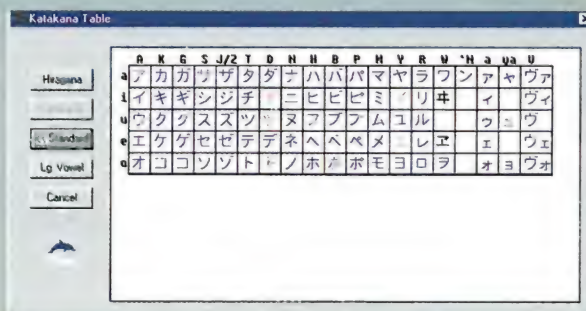 Katakana Table
A K G S J/Z T D N H B P M Y R W 'N a ya V
Hiragana
a ア カ ガ サ ザ タ ダ ナ ハ バ パ マ ヤ ラ ワ ン ァ ャ ヴァ
i イ キ ギ シ ジ チ ニ ヒ ビ ピ ミ リ ヰ ィ ヴィ
Standard
u ウ ク グ ス ズ ツ ヌ フ ブ プ ム ユ ル ゥ ュ ヴ
e エ ケ ゲ セ ゼ テ デ ネ ヘ ベ ペ メ レ ヱ ェ ヴェ
Lg Vowel
o オ コ ゴ ソ ゾ ト ド ノ ホ ボ ポ モ ヨ ロ ヲ ォ ョ ヴォ
Cancel